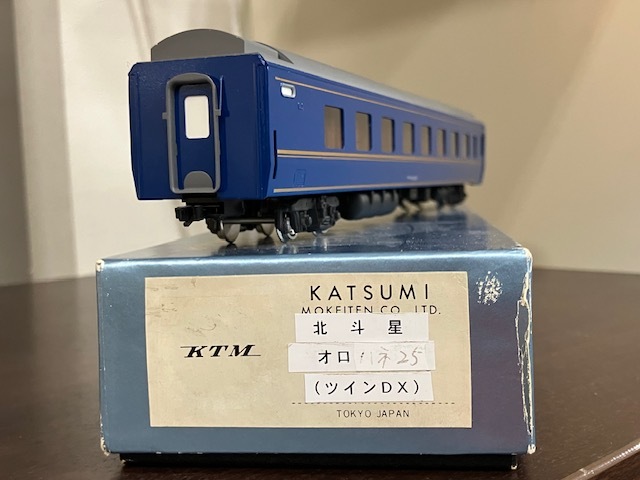 KATSUMI
MOKEITEN CO., LTD.
北斗星
KTM
オロハネ25
(ツインDX)
TOKYO JAPAN